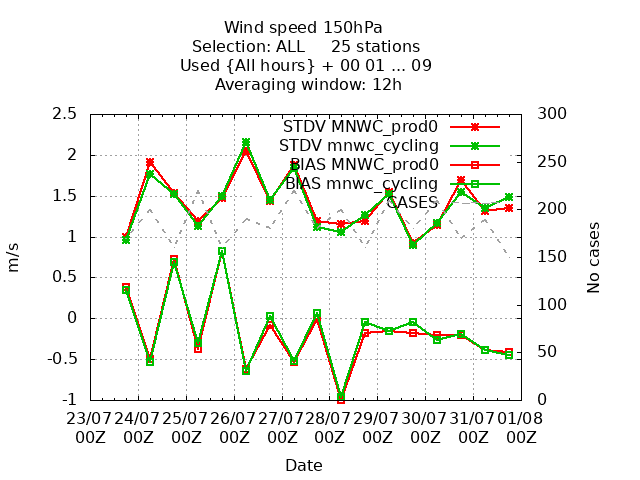 Wind speed 150hPa
Selection: ALL     25 stations
Used {All hours} + 00 01 ... 09
Averaging window: 12h
2.5
2
1.5
1
0.5
0
-0.5
-1
m/s
300
250
200
150
100
50
0
No cases
STDV MNWC_prod0
STDV mnwc_cycling
BIAS MNWC_prod0
BIAS mnwc_cycling
CASES
23/07 24/07 25/07 26/07 27/07 28/07 29/07 30/07 31/07 01/08
00Z 00Z 00Z 00Z 00Z 00Z 00Z 00Z 00Z 00Z
Date